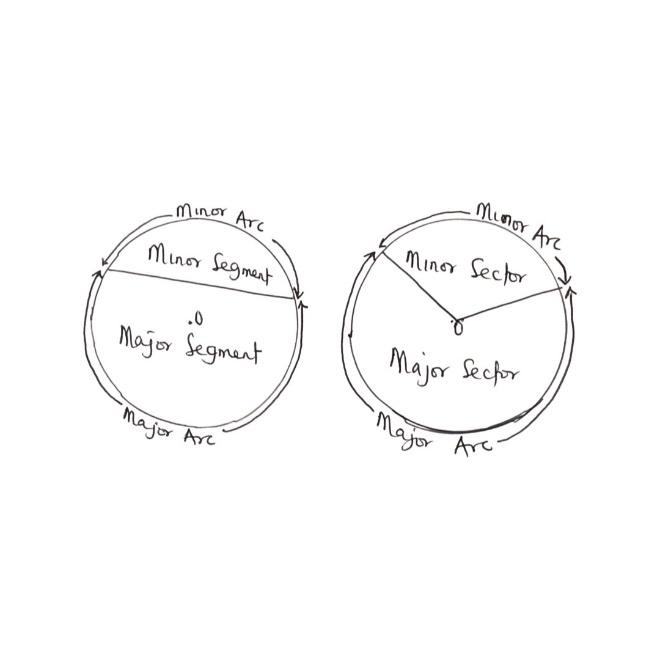 Minor Arc
Minor Segment
.O
Major Segment
Major Arc
Minor Arc
Minor Sector
O
Major Sector
Major Arc